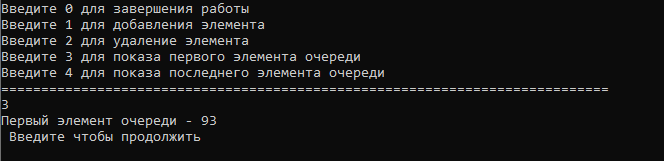 Введите 0 для завершения работы
Введите 1 для добавления элемента
Введите 2 для удаление элемента
Введите 3 для показа первого элемента очереди
Введите 4 для показа последнего элемента очереди
============================================================================
3
Первый элемент очереди - 93
Введите чтобы продолжить